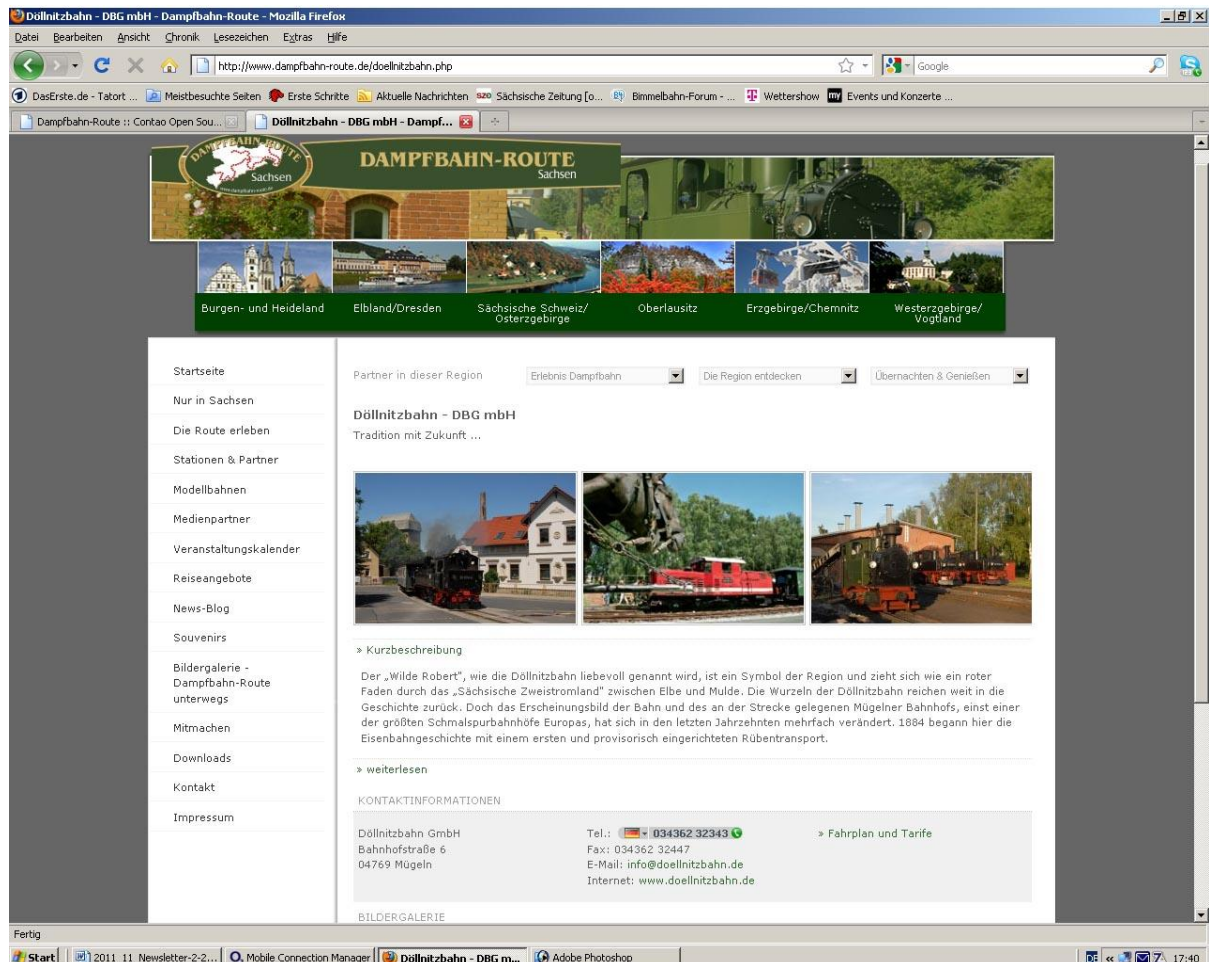 Döllnitzbahn - DBG mbH - Dampfbahn-Route - Mozilla Firefox
Datei Bearbeiten Ansicht Chronik Lesezeichen Extras Hilfe
http://www.dampfbahn-route.de/doellnitzbahn.php
Google
DasErste.de - Tatort ... Meistbesuchte Seiten Erste Schritte Aktuelle Nachrichten Sächsische Zeitung [o... Bimmelbahn-Forum - ... Wettershow Events und Konzerte ...
Dampfbahn-Route :: Contao Open Sou... Döllnitzbahn - DBG mbH - Dampf...
DAMPFBAHN-ROUTE
Sachsen
DAMPFBAHN-ROUTE
Sachsen
Burgen- und Heideland
Elbland/Dresden
Sächsische Schweiz/
Osterzgebirge
Oberlausitz
Erzgebirge/Chemnitz
Westerzgebirge/
Vogtland
Startseite
Nur in Sachsen
Die Route erleben
Stationen & Partner
Modellbahnen
Medienpartner
Veranstaltungskalender
Reiseangebote
News-Blog
Souvenirs
Bildergalerie -
Dampfbahn-Route
unterwegs
Mitmachen
Downloads
Kontakt
Impressum
Partner in dieser Region
Erlebnis Dampfbahn
Die Region entdecken
Übernachten & Genießen
Döllnitzbahn - DBG mbH
Tradition mit Zukunft ...
» Kurzbeschreibung
Der „Wilde Robert", wie die Döllnitzbahn liebevoll genannt wird, ist ein Symbol der Region und zieht sich wie ein roter
Faden durch das „Sächsische Zweistromland" zwischen Elbe und Mulde. Die Wurzeln der Döllnitzbahn reichen weit in die
Geschichte zurück. Doch das Erscheinungsbild der Bahn und des an der Strecke gelegenen Mügelner Bahnhofs, einst einer
der größten Schmalspurbahnhöfe Europas, hat sich in den letzten Jahrzehnten mehrfach verändert. 1884 begann hier die
Eisenbahngeschichte mit einem ersten und provisorisch eingerichteten Rübentransport.
» weiterlesen
KONTAKTINFORMATIONEN
Döllnitzbahn GmbH
Bahnhofstraße 6
04769 Mügeln
Tel.: 034362 32343
Fax: 034362 32447
E-Mail: info@doellnitzbahn.de
Internet: www.doellnitzbahn.de
» Fahrplan und Tarife
BILDERGALERIE
Fertig
Start 2011_11_Newsletter-2-2... Mobile Connection Manager Döllnitzbahn - DBG m... Adobe Photoshop DE « 17:40